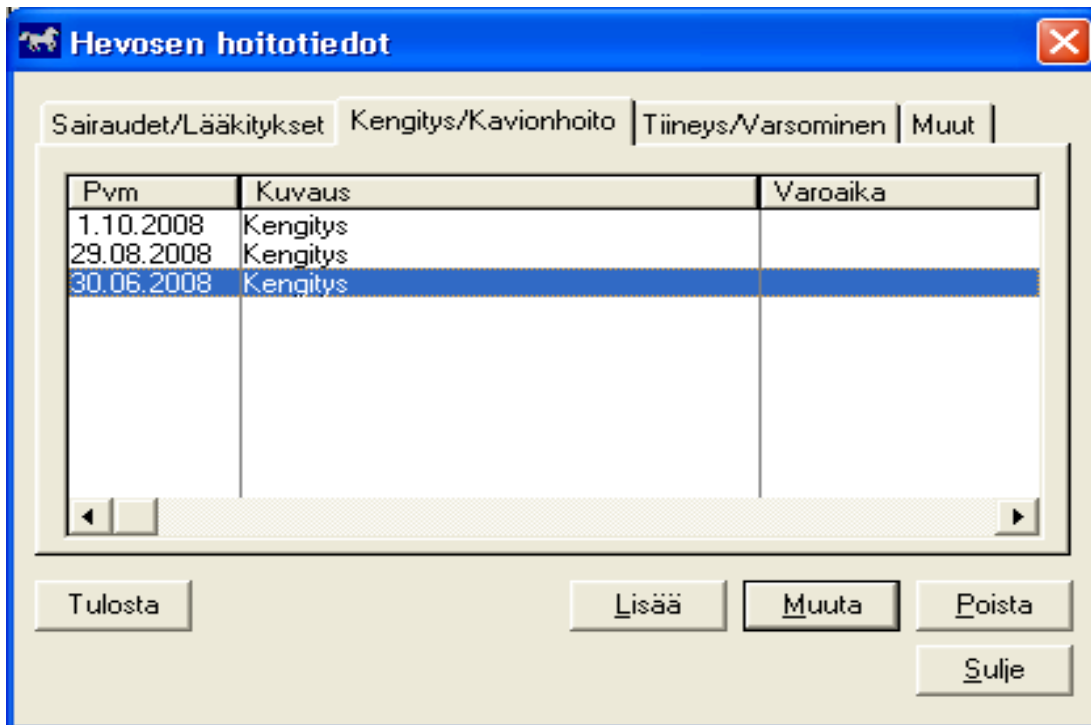 Hevosen hoitotiedot
Sairaudet/Lääkitykset Kengitys/Kavionhoito Tiineys/Varsominen Muut
Pvm Kuvaus Varoaika
1.10.2008 Kengitys
29.08.2008 Kengitys
30.06.2008 Kengitys
Tulosta Lisää Muuta Poista
Sulje